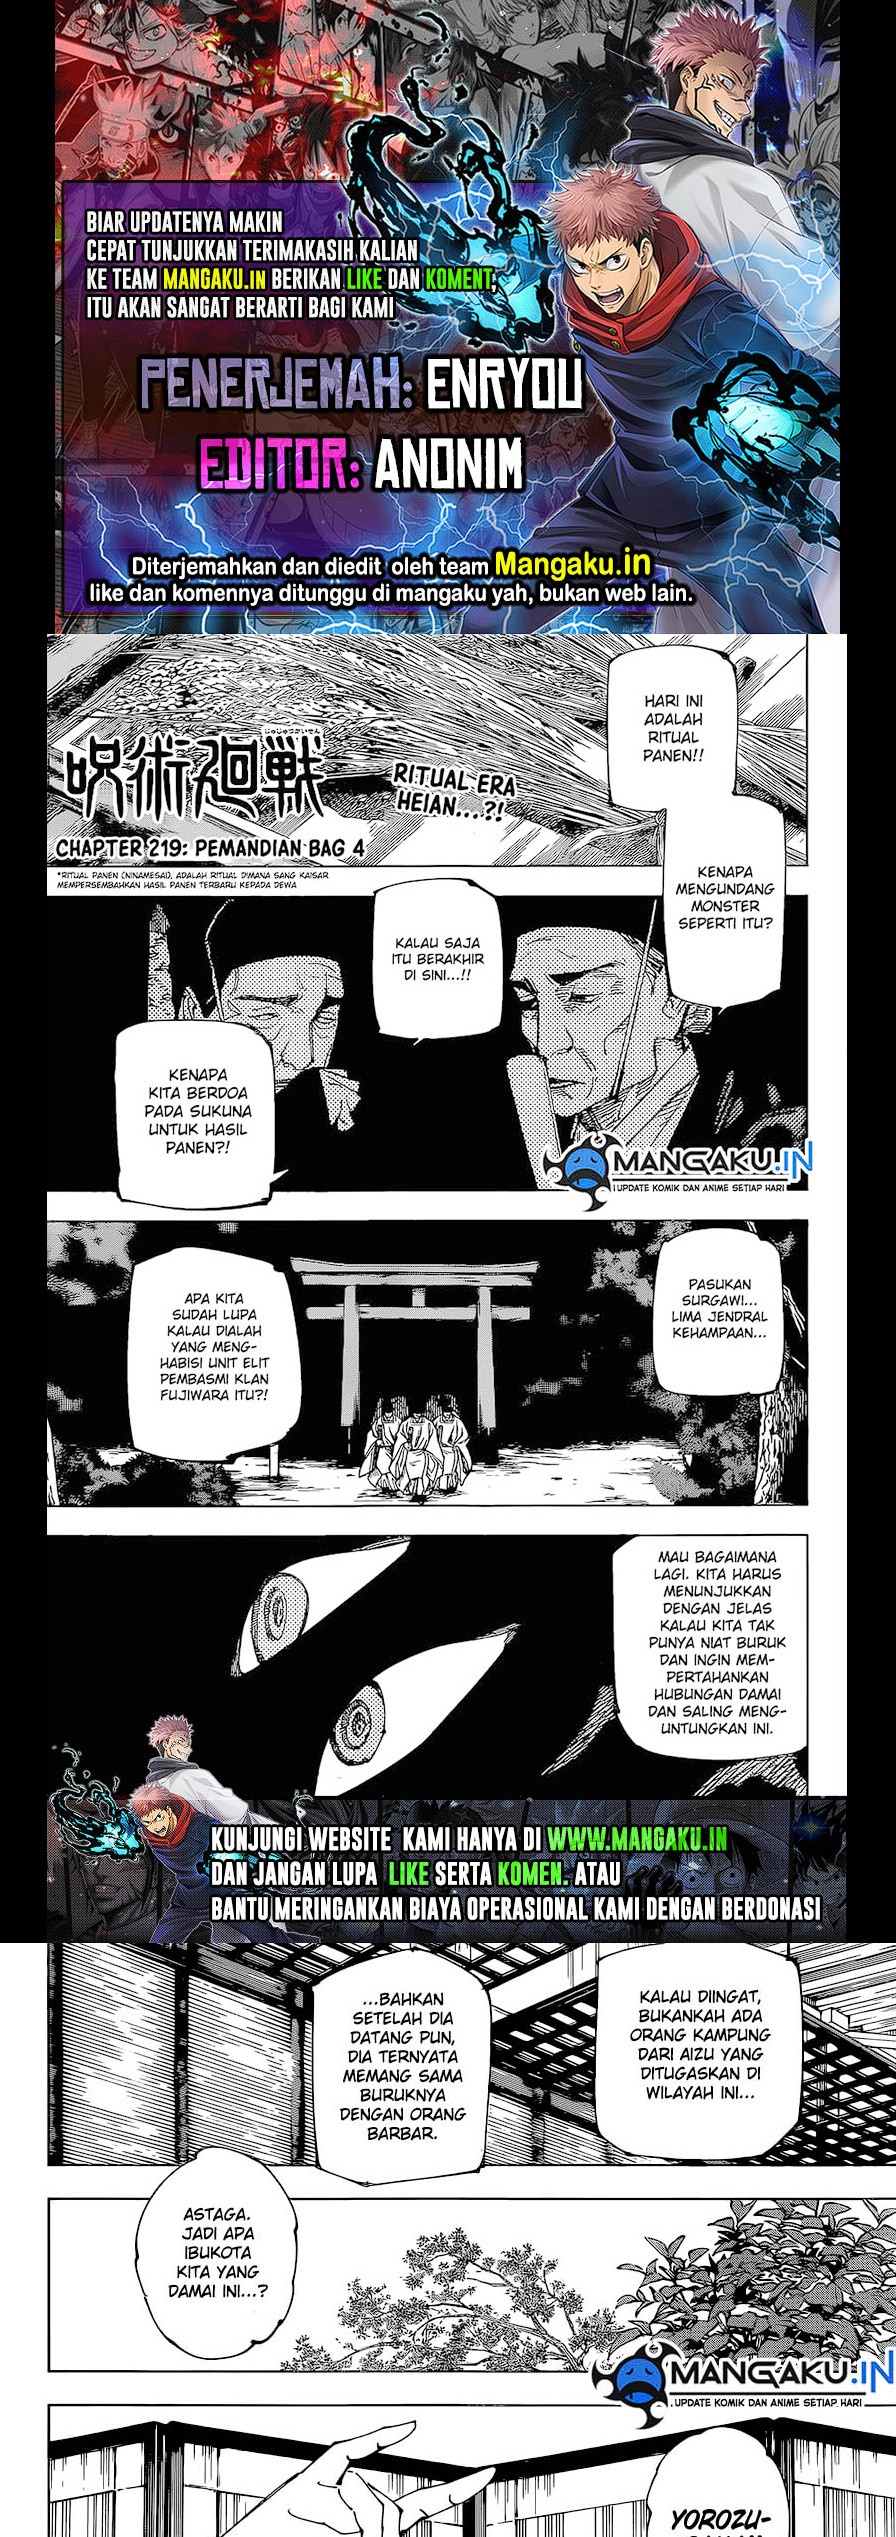 BIAR UPDATENYA MAKIN
CEPAT TUNJUKKAN TERIMAKASIH KALIAN
KE TEAM MANGAKU.IN BERIKAN LIKE DAN KOMENT,
ITU AKAN SANGAT BERARTI BAGI KAMI
PENERJEMAH: ENRYOU
EDITOR: ANONIM
Diterjemahkan dan diedit oleh team Mangaku.in
like dan komennya ditunggu di mangaku yah, bukan web lain.
HARI INI
ADALAH
RITUAL
PANEN!!
じゅじゅつかいせん
呪術廻戦
RITUAL ERA
HEIAN....?!
CHAPTER 219: PEMANDIAN BAG 4
*RITUAL PANEN (NINAMESAI), ADALAH RITUAL DIMANA SANG KAISAR
MEMPERSEMBAHKAN HASIL PANEN TERBARU KEPADA DEWA
KENAPA
MENGUNDANG
MONSTER
SEPERTI ITU?
KALAU SAJA
ITU BERAKHIR
DI SINI...!!
KENAPA
KITA BERDOA
PADA SUKUNA
UNTUK HASIL
PANEN?!
MANGAKU.IN
UPDATE KOMIK DAN ANIME SETIAP HARI
PASUKAN
SURGAWI...
LIMA JENDRAL
KEHAMPAAN...
APA KITA
SUDAH LUPA
KALAU DIALAH
YANG MENG-
HABISI UNIT ELIT
PEMBASMI KLAN
FUJIWARA ITU?!
MAU BAGAIMANA
LAGI. KITA HARUS
MENUNJUKKAN
DENGAN JELAS
KALAU KITA TAK
PUNYA NIAT BURUK
DAN INGIN MEM-
PERTAHANKAN
HUBUNGAN DAMAI
DAN SALING MENG-
UNTUNGKAN INI.
KUNJUNGI WEBSITE KAMI HANYA DI WWW.MANGAKU.IN
DAN JANGAN LUPA LIKE SERTA KOMEN. ATAU
BANTU MERINGANKAN BIAYA OPERASIONAL KAMI DENGAN BERDONASI
KALAU DIINGAT,
BUKANKAH ADA
ORANG KAMPUNG
DARI AIZU YANG
DITUGASKAN DI
WILAYAH INI...
...BAHKAN
SETELAH DIA
DATANG PUN,
DIA TERNYATA
MEMANG SAMA
BURUKNYA
DENGAN ORANG
BARBAR.
ASTAGA.
JADI APA
IBUKOTA
KITA YANG
DAMAI INI...?
MANGAKU.IN
UPDATE KOMIK DAN ANIME SETIAP HARI
YOROZU-